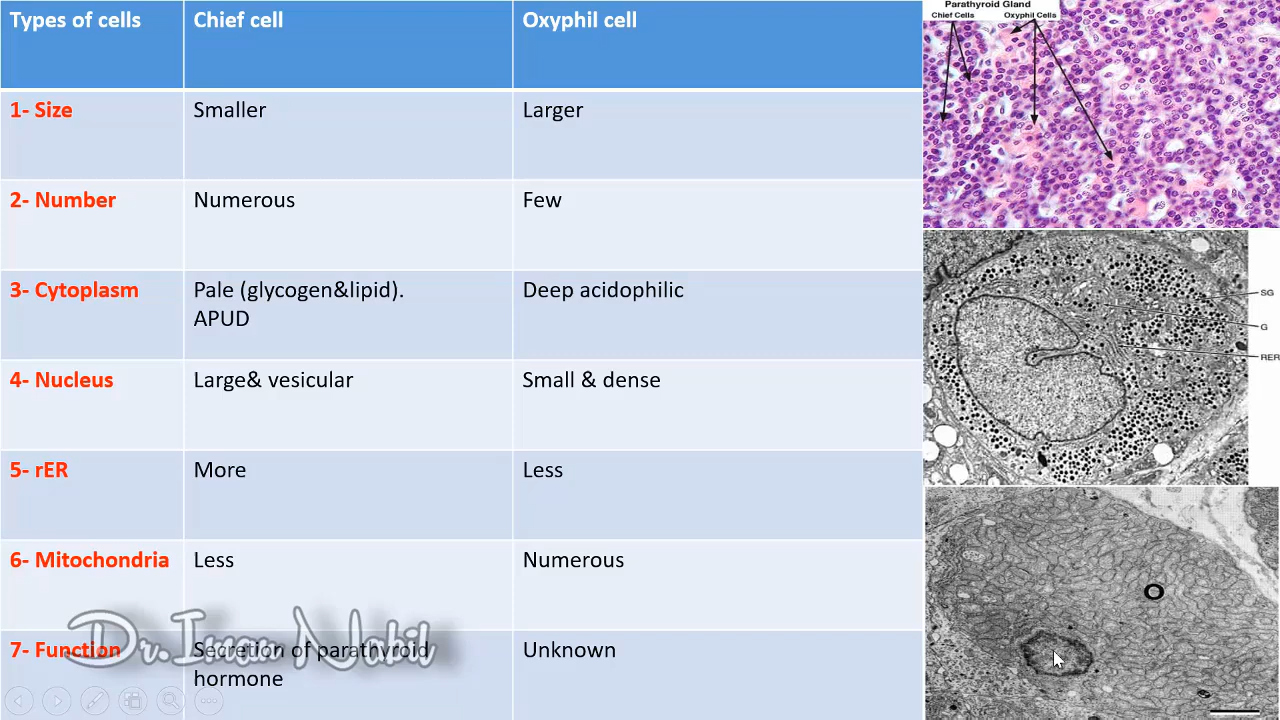 Types of cells
Chief cell
Oxyphil cell
1- Size
Smaller
Larger
2- Number
Numerous
Few
3- Cytoplasm
Pale (glycogen&lipid).
APUD
Deep acidophilic
4- Nucleus
Large& vesicular
Small & dense
5- rER
More
Less
6- Mitochondria
Less
Numerous
7- Function
Secretion of parathyroid
hormone
Unknown
Dr.Iman Nabil
Parathyroid Gland
Chief Cells
Oxyphil Cells
SG
G
RER
O